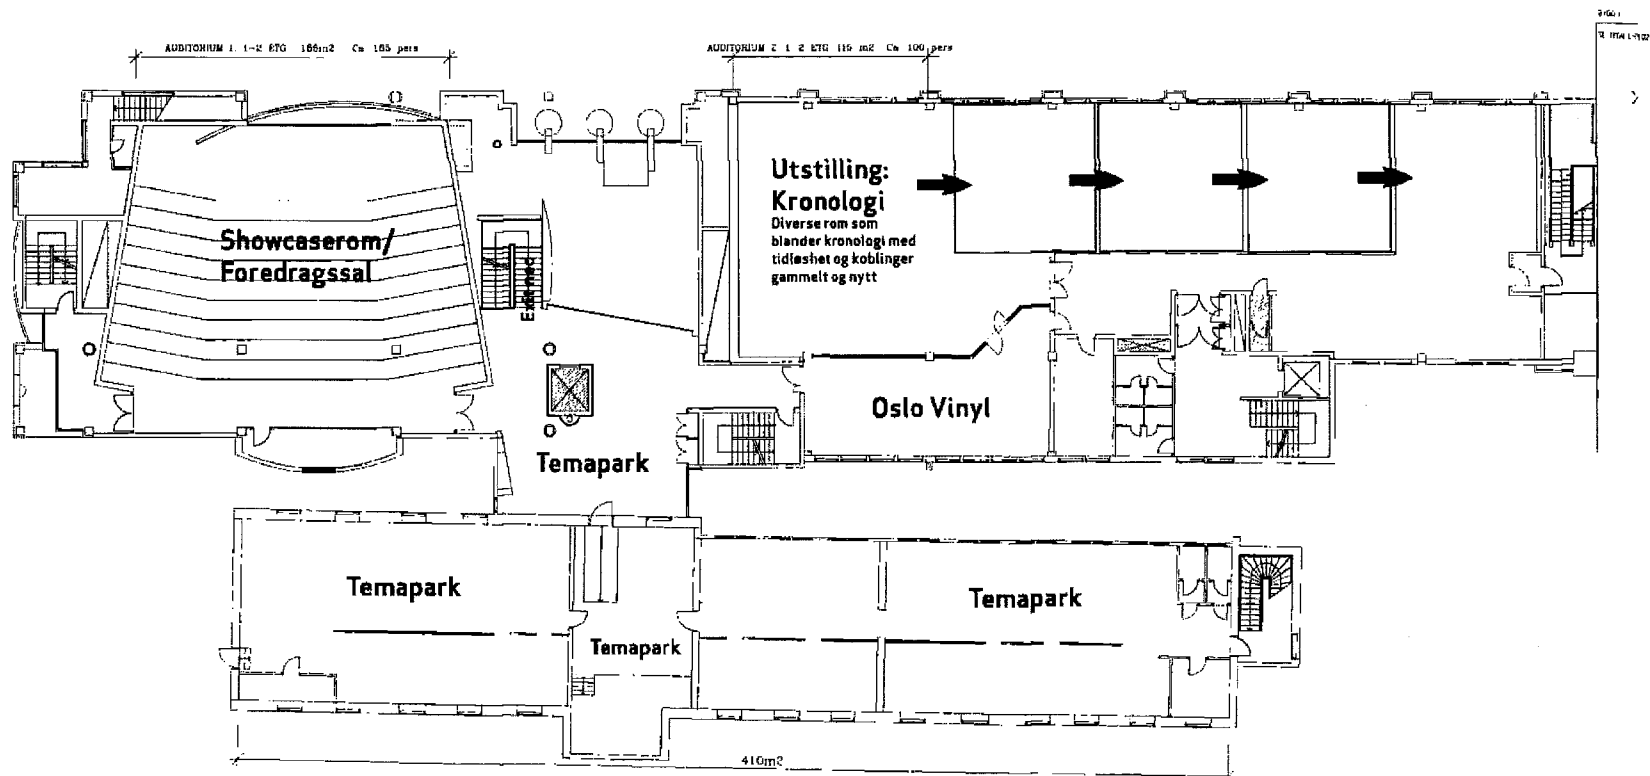 AUDITORIUM 1. 1-2 ETG 166m2 Ca 165 pers
AUDITORIUM 2 1 2 ETG 115 m2 Ca 100 pers
Utstilling:
Kronologi
Diverse rom som
blander kronologi med
tidløshet og koblinger
gammelt og nytt
Showcaserom/
Foredragssal
Exit ned
Oslo Vinyl
Temapark
Temapark
Temapark
Temapark
410m2